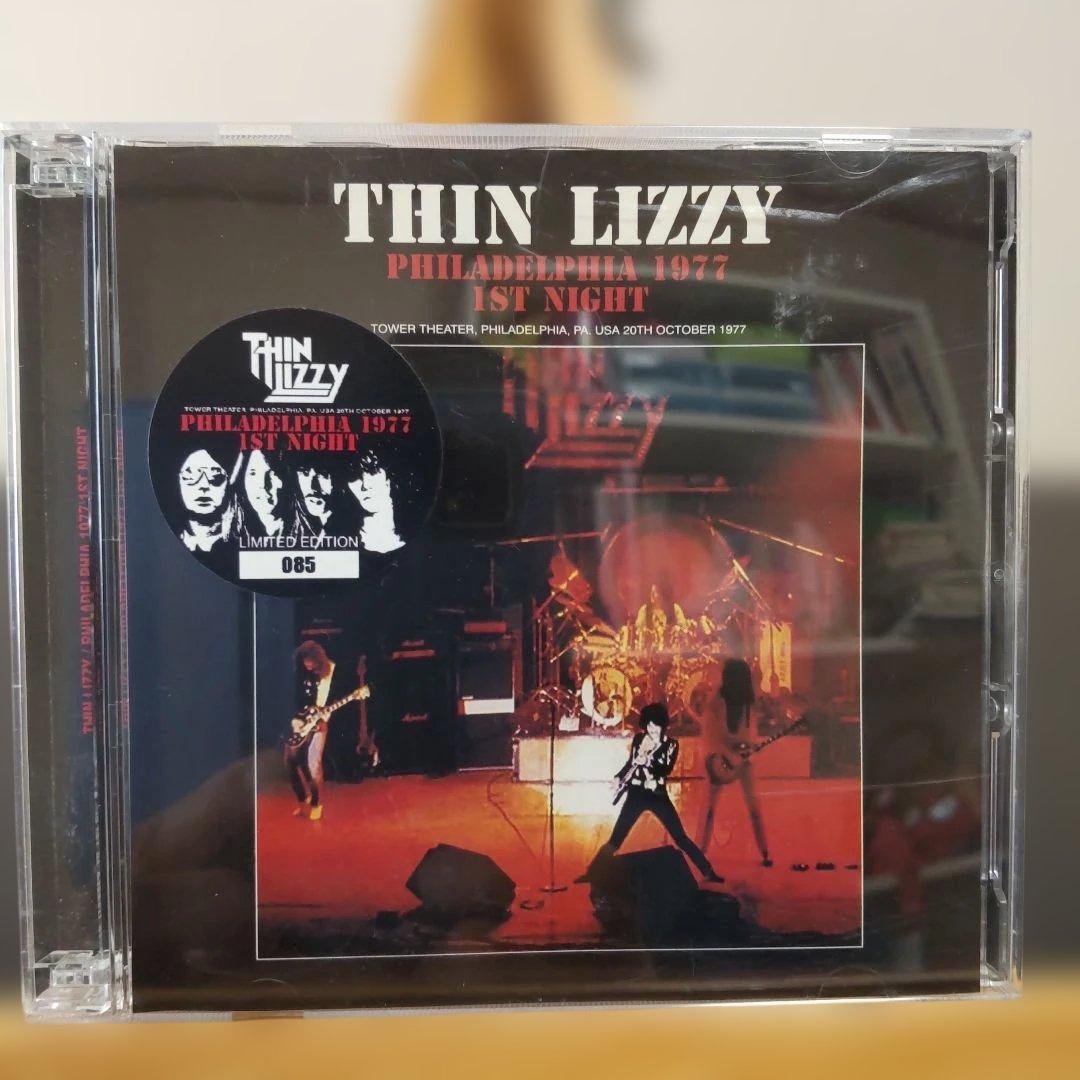 THIN LIZZY
PHILADELPHIA 1977
1ST NIGHT
TOWER THEATER, PHILADELPHIA, PA. USA 20TH OCTOBER 1977
THIN
LIZZY
TOWER THEATER, PHILADELPHIA, PA. USA 20TH OCTOBER 1977
PHILADELPHIA 1977
1ST NIGHT
LIMITED EDITION
085
THIN LIZZY / PHILADELPHIA 1977 1ST NIGHT